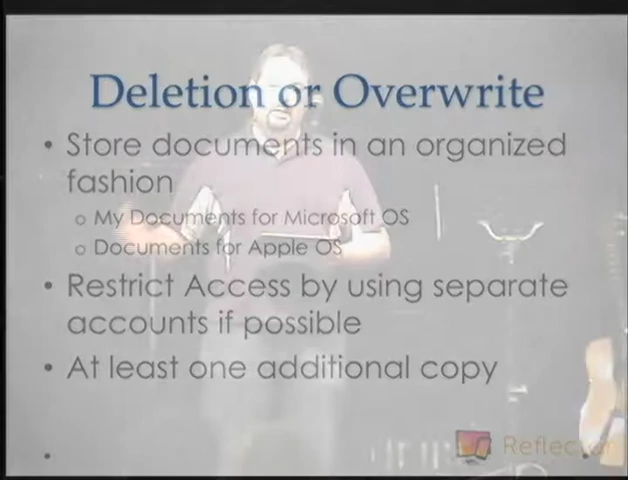 Deletion or Overwrite
• Store documents in an organized
fashion
o My Documents for Microsoft OS
o Documents for Apple OS
• Restrict Access by using separate
accounts if possible
• At least one additional copy
Reflector